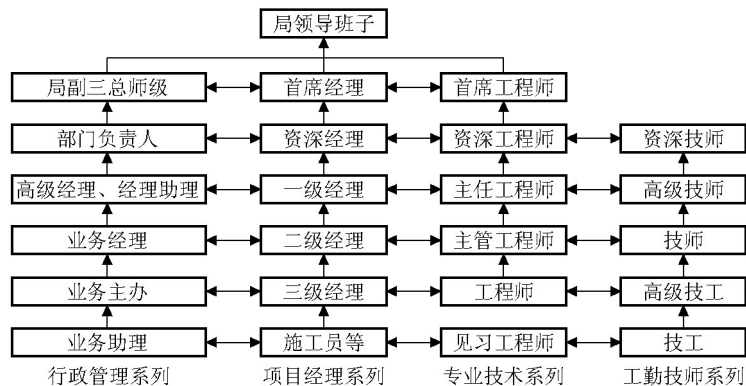 局领导班子
局副三总师级 首席经理 首席工程师
部门负责人 资深经理 资深工程师 资深技师
高级经理、经理助理 一级经理 主任工程师 高级技师
业务经理 二级经理 主管工程师 技师
业务主办 三级经理 工程师 高级技工
业务助理 施工员等 见习工程师 技工
行政管理系列 项目经理系列 专业技术系列 工勤技师系列